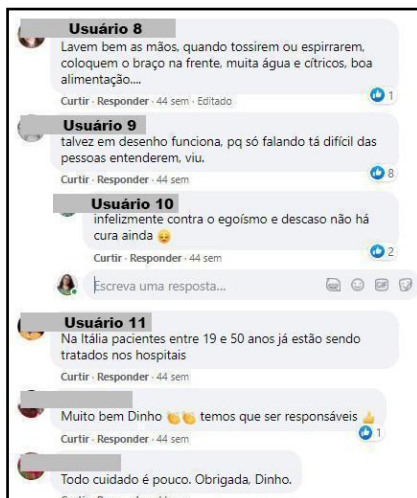 Usuário 8
Lavem bem as mãos, quando tossirem ou espirrarem,
coloquem o braço na frente, muita água e cítricos, boa
alimentação....
Curtir · Responder · 44 sem · Editado
1
Usuário 9
talvez em desenho funciona, pq só falando tá difícil das
pessoas entenderem, viu.
Curtir · Responder · 44 sem
8
Usuário 10
infelizmente contra o egoísmo e descaso não há
cura ainda 😔
Curtir · Responder · 44 sem
2
Escreva uma resposta...
GIF
Usuário 11
Na Itália pacientes entre 19 e 50 anos já estão sendo
tratados nos hospitais
Curtir · Responder · 44 sem
Muito bem Dinho 👏👏 temos que ser responsáveis 👍
Curtir · Responder · 44 sem
1
Todo cuidado é pouco. Obrigada, Dinho.
Curtir · Responder · 44 sem